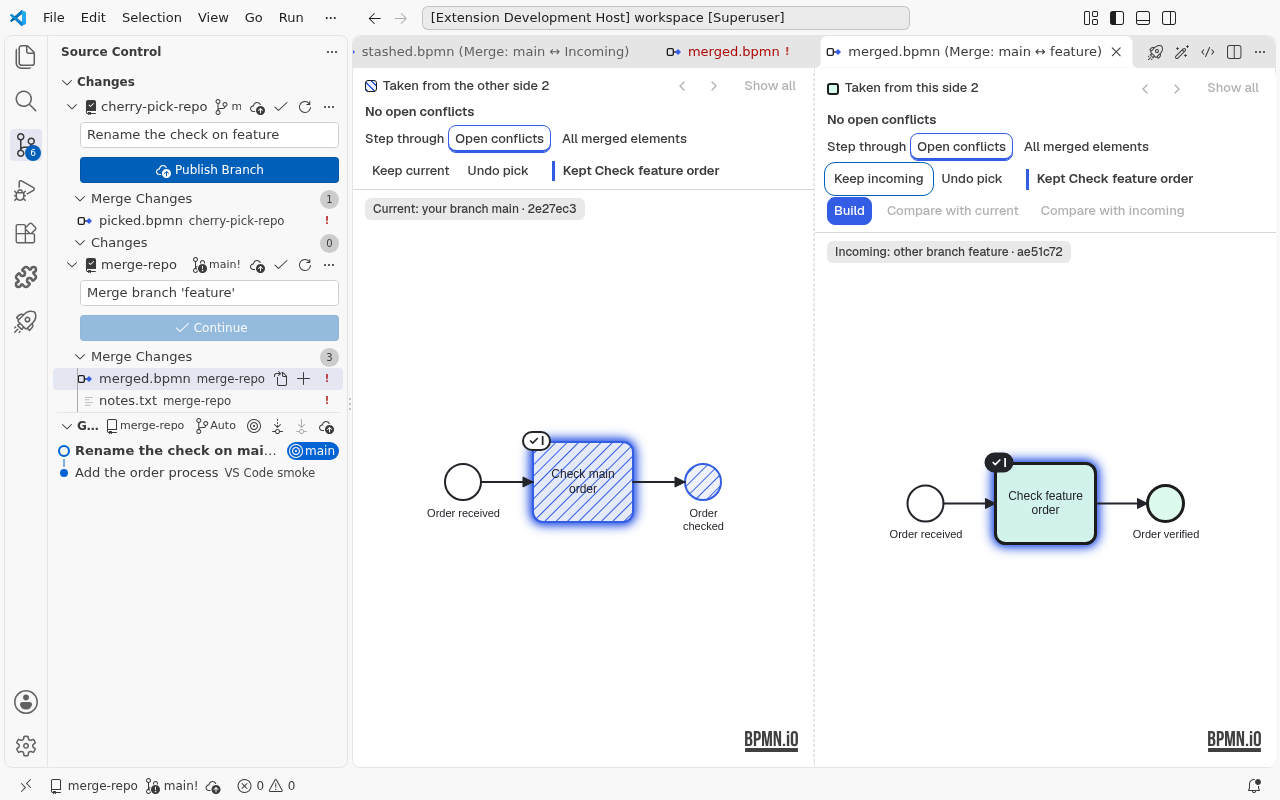 File Edit Selection View Go Run ··· [Extension Development Host] workspace [Superuser]
Source Control
stashed.bpmn (Merge: main ↔ Incoming) merged.bpmn ! merged.bpmn (Merge: main ↔ feature)
Changes
cherry-pick-repo m
Rename the check on feature
Publish Branch
Merge Changes 1
picked.bpmn cherry-pick-repo !
Changes 0
merge-repo main!
Merge branch 'feature'
Continue
Merge Changes 3
merged.bpmn merge-repo !
notes.txt merge-repo !
G... merge-repo Auto
Rename the check on mai... main
Add the order process VS Code smoke
6
Taken from the other side 2 Show all
No open conflicts
Step through Open conflicts All merged elements
Keep current Undo pick Kept Check feature order
Current: your branch main · 2e27ec3
I
Check main
order
Order received
Order
checked
BPMN.iO
Taken from this side 2 Show all
No open conflicts
Step through Open conflicts All merged elements
Keep incoming Undo pick Kept Check feature order
Build Compare with current Compare with incoming
Incoming: other branch feature · ae51c72
I
Check feature
order
Order received Order verified
BPMN.iO
merge-repo main! 0 0